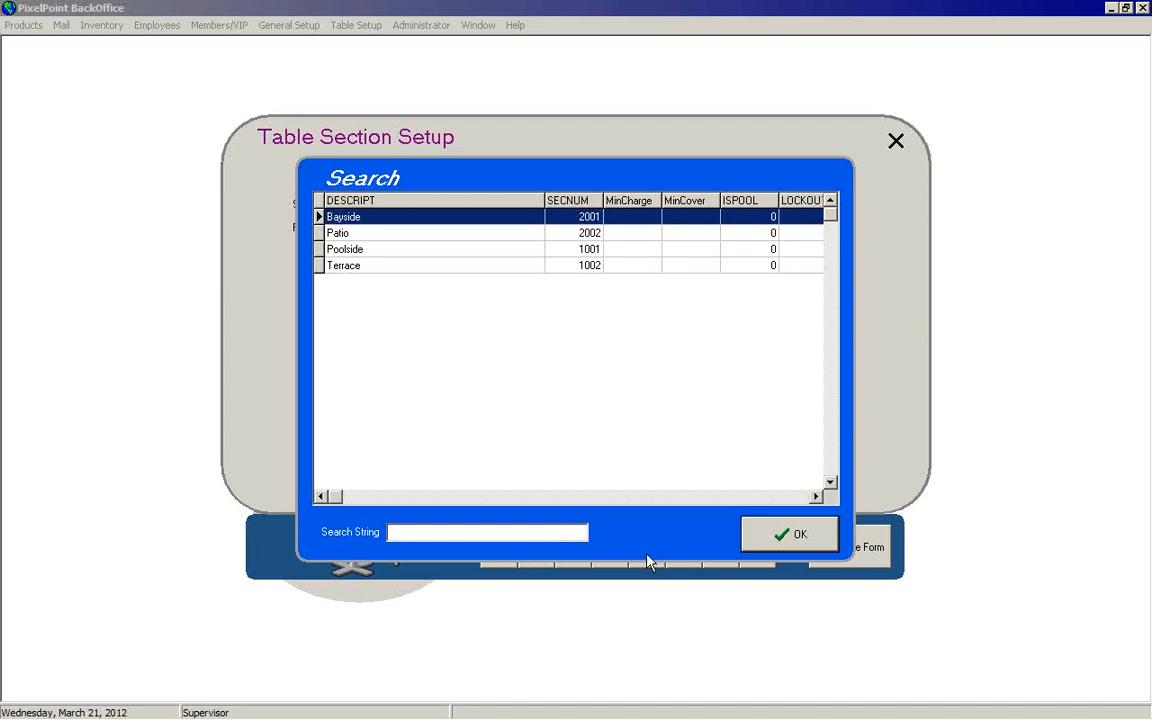 PixelPoint BackOffice
Products Mail Inventory Employees Members/VIP General Setup Table Setup Administrator Window Help
Table Section Setup
Search
DESCRIPT SECNUM MinCharge MinCover ISPOOL LOCKOU
Bayside 2001 0
Patio 2002 0
Poolside 1001 0
Terrace 1002 0
Search String
OK
e Form
Wednesday, March 21, 2012 Supervisor